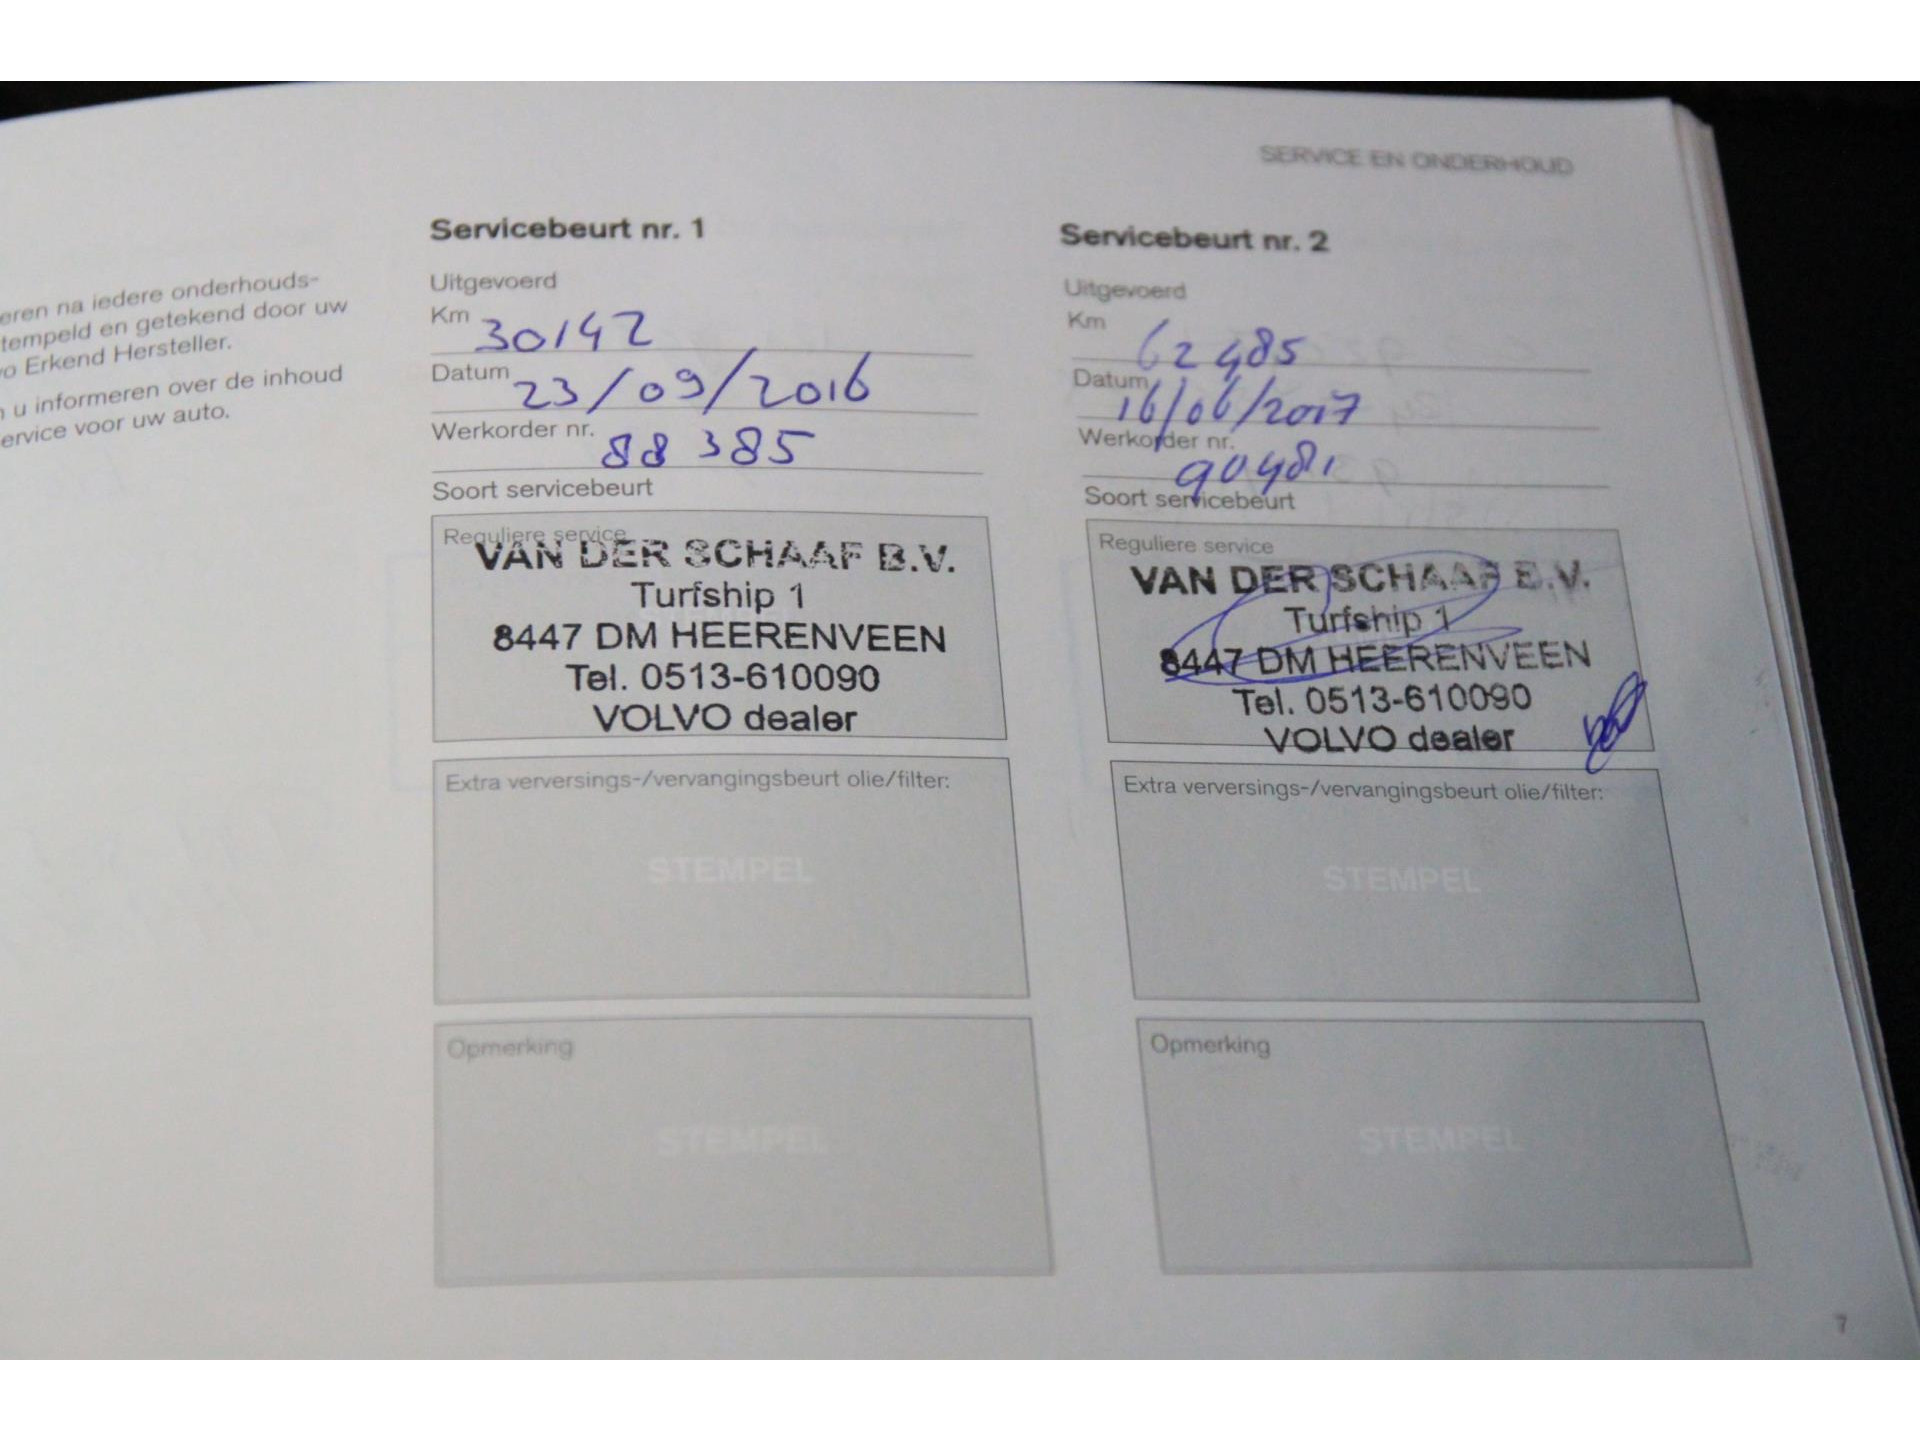 SERVICE EN ONDERHOUD
eren na iedere onderhouds-
tempeld en getekend door uw
vo Erkend Hersteller.
u informeren over de inhoud
ervice voor uw auto.
Servicebeurt nr. 1
Uitgevoerd
Km 30142
Datum 23/09/2016
Werkorder nr. 88385
Soort servicebeurt
Reguliere service
VAN DER SCHAAF B.V.
Turfship 1
8447 DM HEERENVEEN
Tel. 0513-610090
VOLVO dealer
Extra verversings-/vervangingsbeurt olie/filter:
STEMPEL
Opmerking
STEMPEL
Servicebeurt nr. 2
Uitgevoerd
Km 62485
Datum 16/06/2017
Werkorder nr. 90481
Soort servicebeurt
Reguliere service
VAN DER SCHAAF B.V.
Turfship 1
8447 DM HEERENVEEN
Tel. 0513-610090
VOLVO dealer
Extra verversings-/vervangingsbeurt olie/filter:
STEMPEL
Opmerking
STEMPEL
7